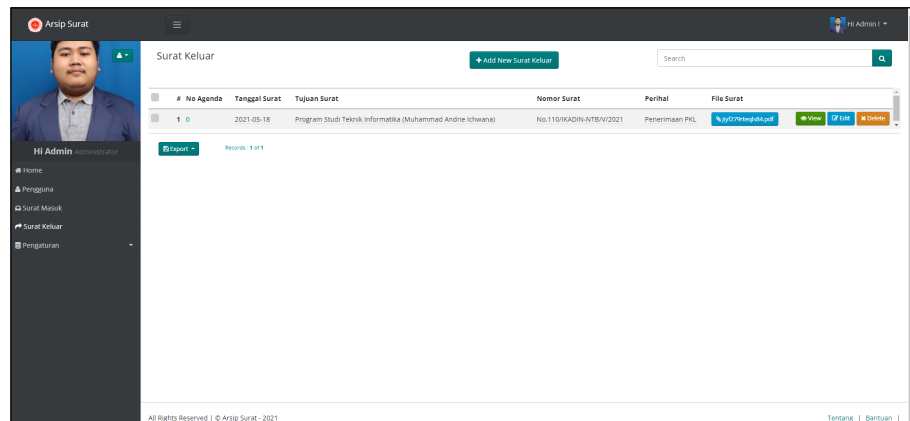 Arsip Surat
Hi Admin !
Surat Keluar
+ Add New Surat Keluar
Search
# No Agenda Tanggal Surat Tujuan Surat Nomor Surat Perihal File Surat
1 0 2021-05-18 Program Studi Teknik Informatika (Muhammad Andrie Ichwana) No.110/IKADIN-NTB/V/2021 Penerimaan PKL View Edit Delete
Export Records : 1 of 1
Hi Admin Administrator
Home
Pengguna
Surat Masuk
Surat Keluar
Pengaturan
All Rights Reserved | © Arsip Surat - 2021
Tentang | Bantuan |